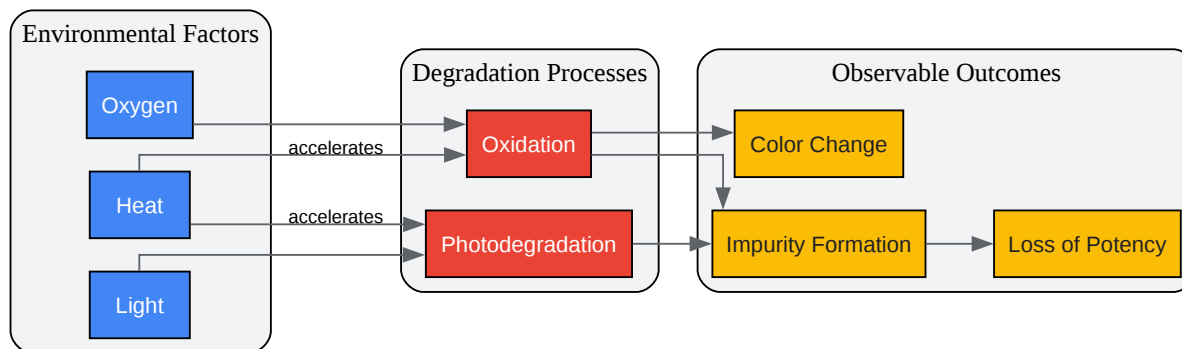 Environmental Factors
Oxygen
Heat
Light
accelerates
accelerates
Degradation Processes
Oxidation
Photodegradation
Observable Outcomes
Color Change
Impurity Formation
Loss of Potency